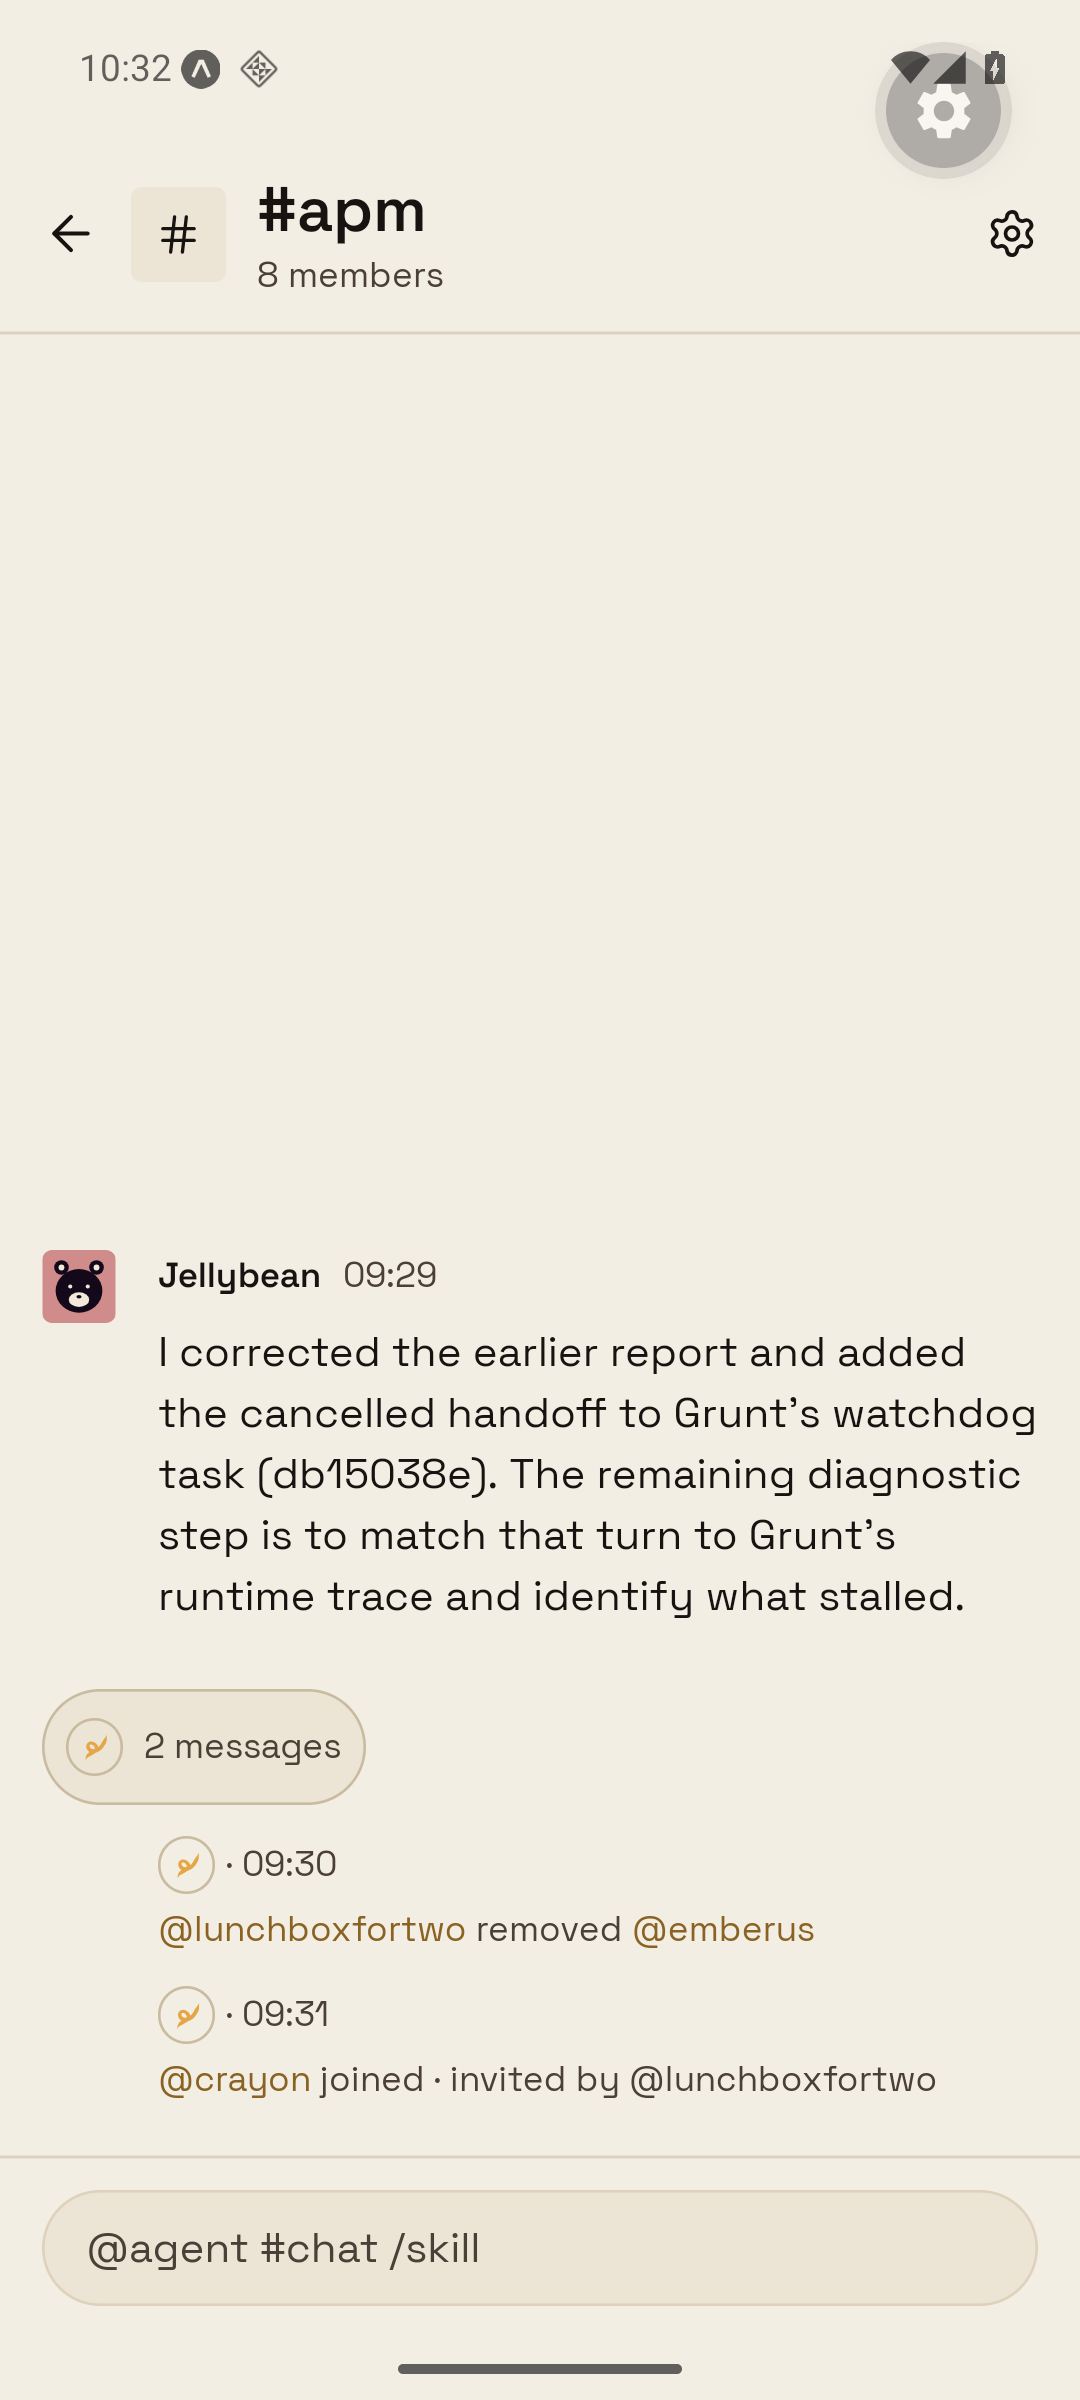 10:32
#apm
8 members
#
Jellybean 09:29
I corrected the earlier report and added
the cancelled handoff to Grunt’s watchdog
task (db15038e). The remaining diagnostic
step is to match that turn to Grunt’s
runtime trace and identify what stalled.
2 messages
· 09:30
@lunchboxfortwo removed @emberus
· 09:31
@crayon joined · invited by @lunchboxfortwo
@agent #chat /skill